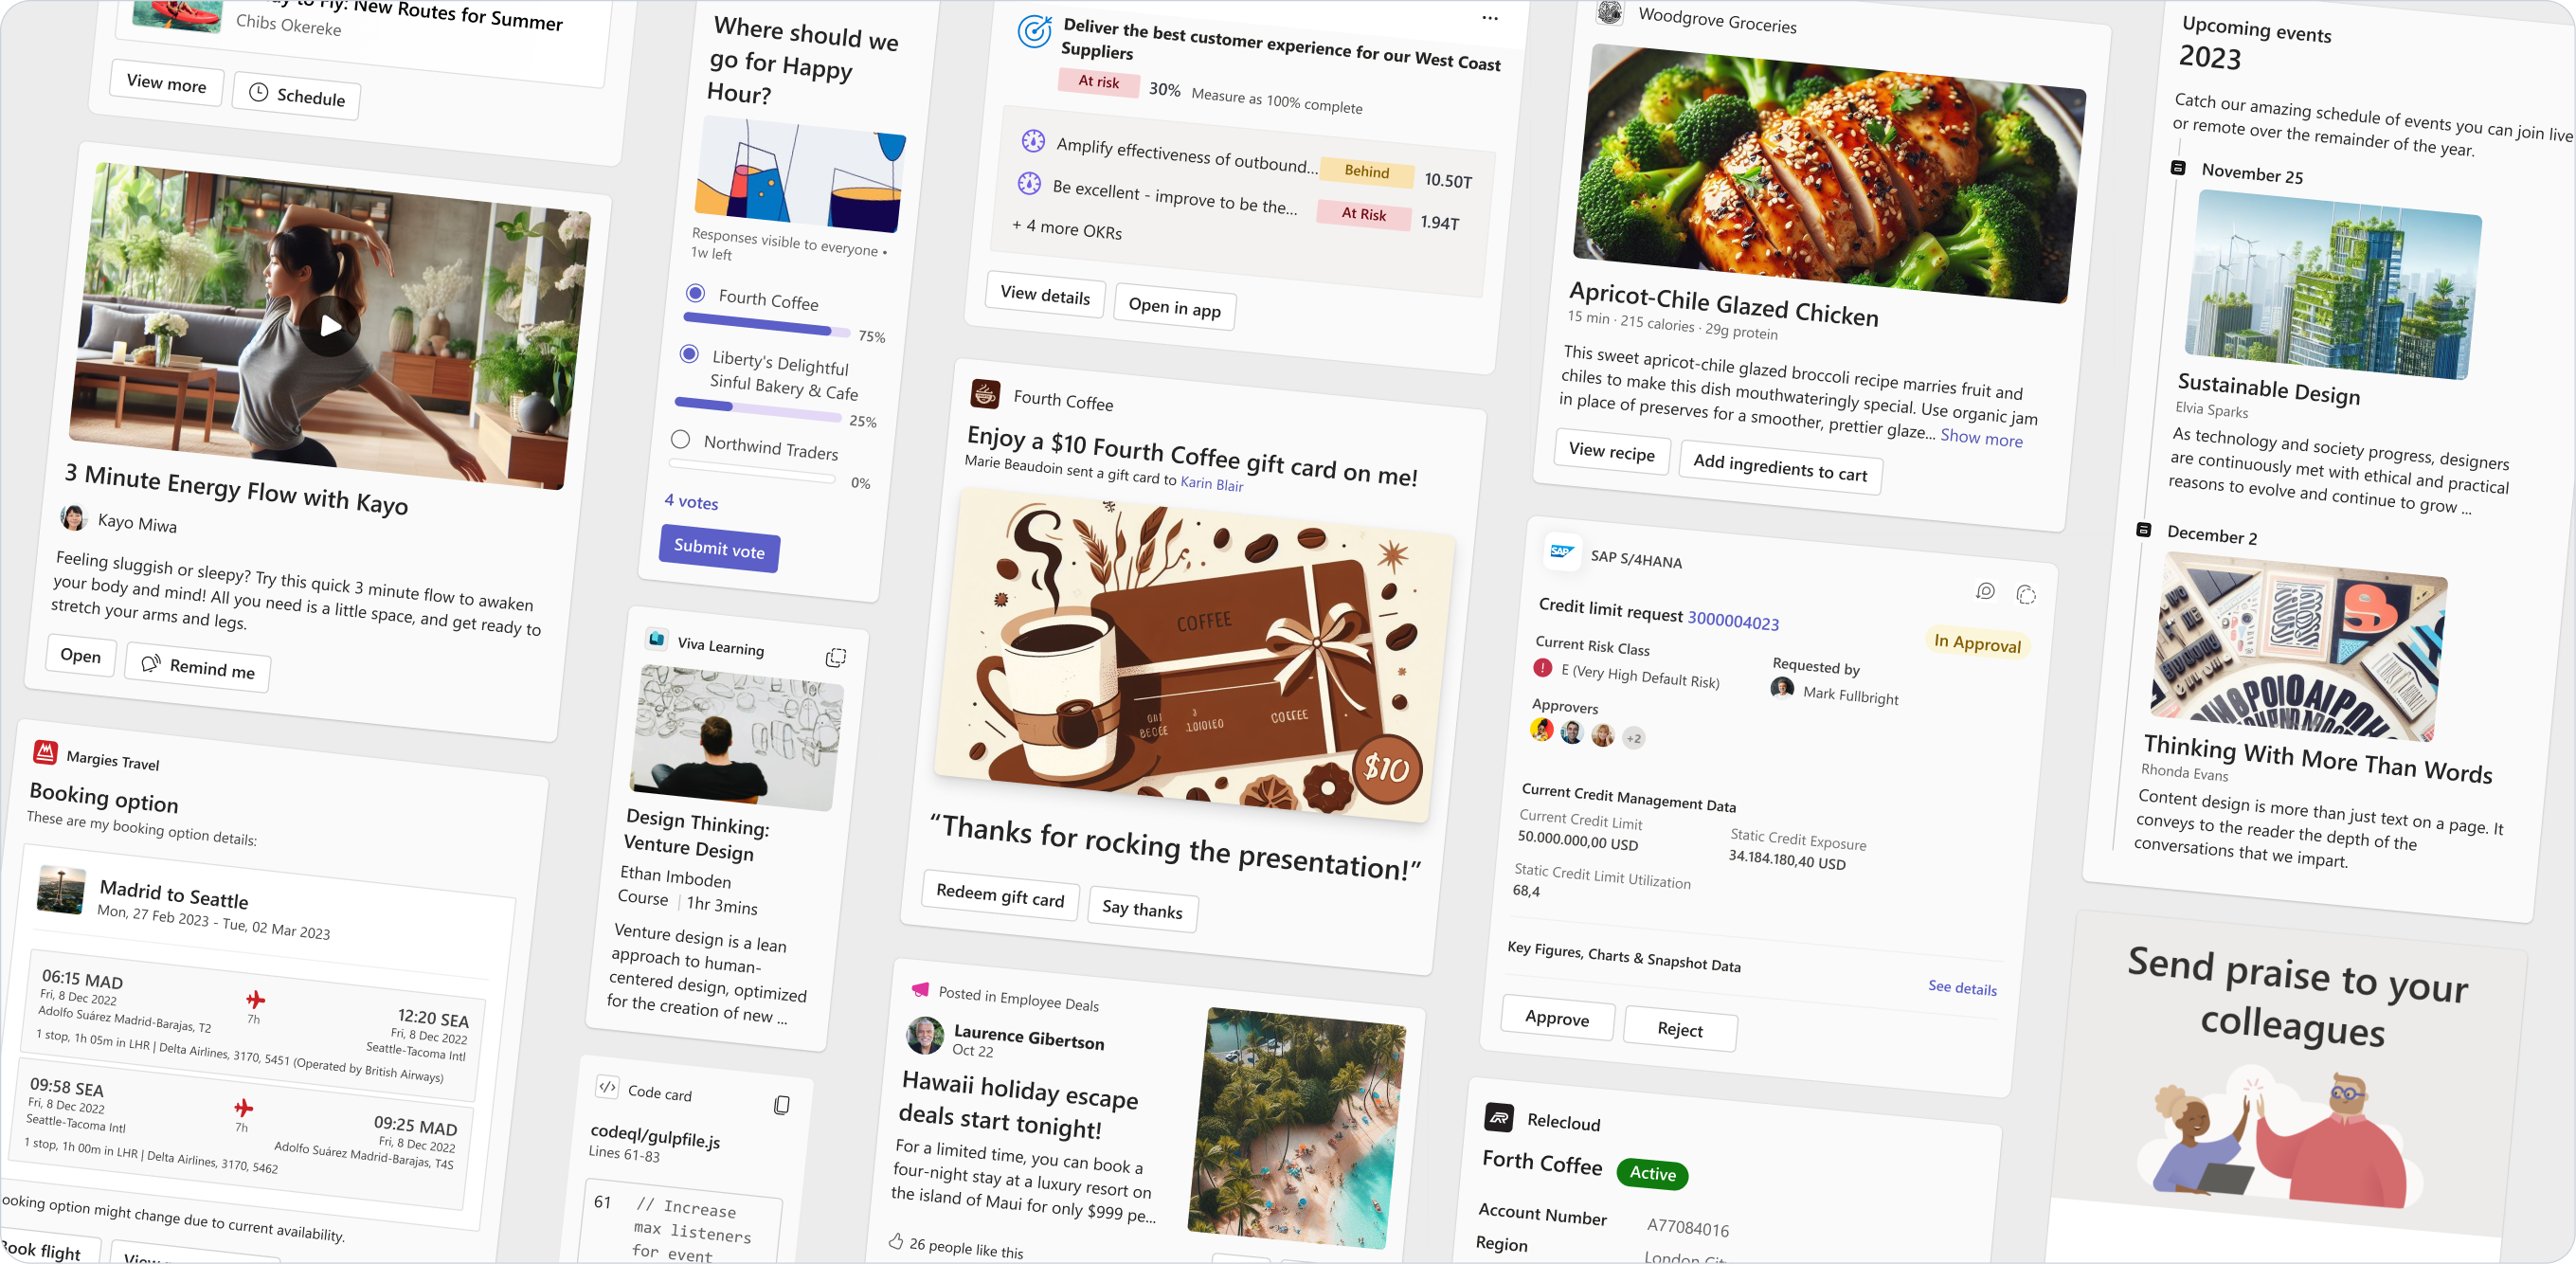 to Fly: New Routes for Summer
Chibs Okereke
View more
Schedule
3 Minute Energy Flow with Kayo
Kayo Miwa
Feeling sluggish or sleepy? Try this quick 3 minute flow to awaken
your body and mind! All you need is a little space, and get ready to
stretch your arms and legs.
Open
Remind me
Margies Travel
Booking option
These are my booking option details:
Madrid to Seattle
Mon, 27 Feb 2023 - Tue, 02 Mar 2023
06:15 MAD
Fri, 8 Dec 2022
Adolfo Suárez Madrid-Barajas, T2
7h
12:20 SEA
Fri, 8 Dec 2022
Seattle-Tacoma Intl
1 stop, 1h 05m in LHR | Delta Airlines, 3170, 5451 (Operated by British Airways)
09:58 SEA
Fri, 8 Dec 2022
Seattle-Tacoma Intl
7h
09:25 MAD
Fri, 8 Dec 2022
Adolfo Suárez Madrid-Barajas, T4S
1 stop, 1h 00m in LHR | Delta Airlines, 3170, 5462
ooking option might change due to current availability.
Book flight
View
Where should we
go for Happy
Hour?
Responses visible to everyone •
1w left
Fourth Coffee
75%
Liberty's Delightful
Sinful Bakery & Cafe
25%
Northwind Traders
0%
4 votes
Submit vote
Viva Learning
Design Thinking:
Venture Design
Ethan Imboden
Course | 1hr 3mins
Venture design is a lean
approach to human-
centered design, optimized
for the creation of new ...
Code card
codeql/gulpfile.js
Lines 61-83
61 // Increase
max listeners
for event
Deliver the best customer experience for our West Coast
Suppliers
At risk
30% Measure as 100% complete
Amplify effectiveness of outbound...
Behind
10.50T
Be excellent - improve to be the...
At Risk
1.94T
+ 4 more OKRs
View details
Open in app
Fourth Coffee
Enjoy a $10 Fourth Coffee gift card on me!
Marie Beaudoin sent a gift card to Karin Blair
COFFEE
COFFEE
$10
“Thanks for rocking the presentation!”
Redeem gift card
Say thanks
Posted in Employee Deals
Laurence Gibertson
Oct 22
Hawaii holiday escape
deals start tonight!
For a limited time, you can book a
four-night stay at a luxury resort on
the island of Maui for only $999 pe...
26 people like this
Woodgrove Groceries
Apricot-Chile Glazed Chicken
15 min · 215 calories · 29g protein
This sweet apricot-chile glazed broccoli recipe marries fruit and
chiles to make this dish mouthwateringly special. Use organic jam
in place of preserves for a smoother, prettier glaze... Show more
View recipe
Add ingredients to cart
SAP
SAP S/4HANA
Credit limit request 3000004023
In Approval
Current Risk Class
E (Very High Default Risk)
Requested by
Mark Fullbright
Approvers
+2
Current Credit Management Data
Current Credit Limit
50.000.000,00 USD
Static Credit Exposure
34.184.180,40 USD
Static Credit Limit Utilization
68,4
Key Figures, Charts & Snapshot Data
See details
Approve
Reject
Relecloud
Forth Coffee
Active
Account Number
A77084016
Region
London
Upcoming events
2023
Catch our amazing schedule of events you can join live
or remote over the remainder of the year.
November 25
Sustainable Design
Elvia Sparks
As technology and society progress, designers
are continuously met with ethical and practical
reasons to evolve and continue to grow ...
December 2
Thinking With More Than Words
Rhonda Evans
Content design is more than just text on a page. It
conveys to the reader the depth of the
conversations that we impart.
Send praise to your
colleagues